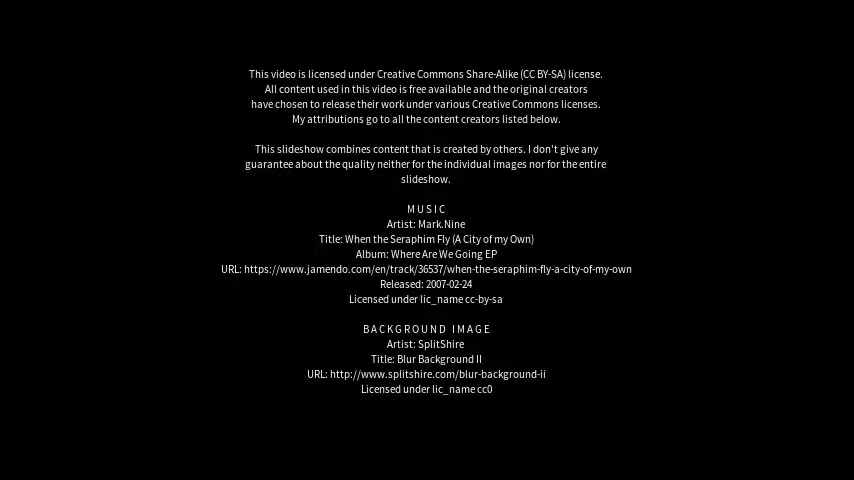 This video is licensed under Creative Commons Share-Alike (CC BY-SA) license.
All content used in this video is free available and the original creators
have chosen to release their work under various Creative Commons licenses.
My attributions go to all the content creators listed below.
This slideshow combines content that is created by others. I don't give any
guarantee about the quality neither for the individual images nor for the entire
slideshow.
MUSIC
Artist: Mark.Nine
Title: When the Seraphim Fly (A City of my Own)
Album: Where Are We Going EP
URL: https://www.jamendo.com/en/track/36537/when-the-seraphim-fly-a-city-of-my-own
Released: 2007-02-24
Licensed under lic_name cc-by-sa
BACKGROUND IMAGE
Artist: SplitShire
Title: Blur Background II
URL: http://www.splitshire.com/blur-background-ii
Licensed under lic_name cc0